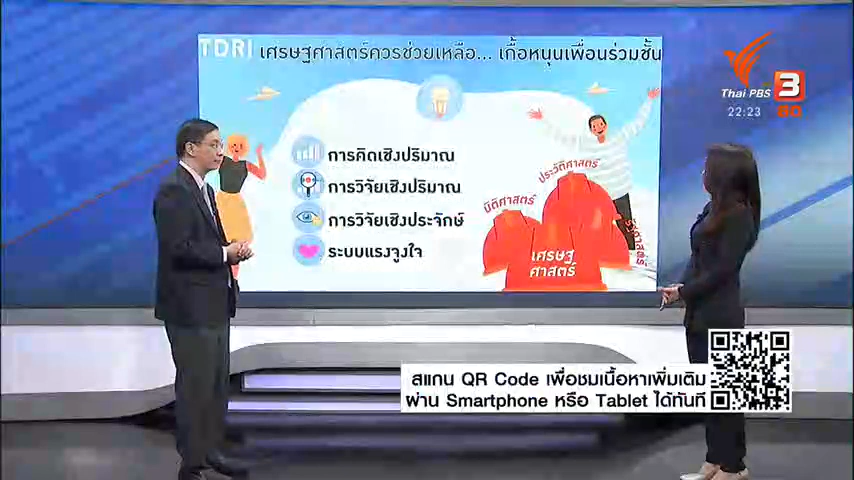 TDRI เศรษฐศาสตร์ควรช่วยเหลือ... เกื้อหนุนเพื่อนร่วมชั้น
Thai PBS 3
22:23 สด
การคิดเชิงปริมาณ
การวิจัยเชิงปริมาณ
การวิจัยเชิงประจักษ์
ระบบแรงจูงใจ
ประวัติศาสตร์
นิติศาสตร์
รัฐศาสตร์
เศรษฐ
ศาสตร์
สแกน QR Code เพื่อชมเนื้อหาเพิ่มเติม
ผ่าน Smartphone หรือ Tablet ได้ทันที